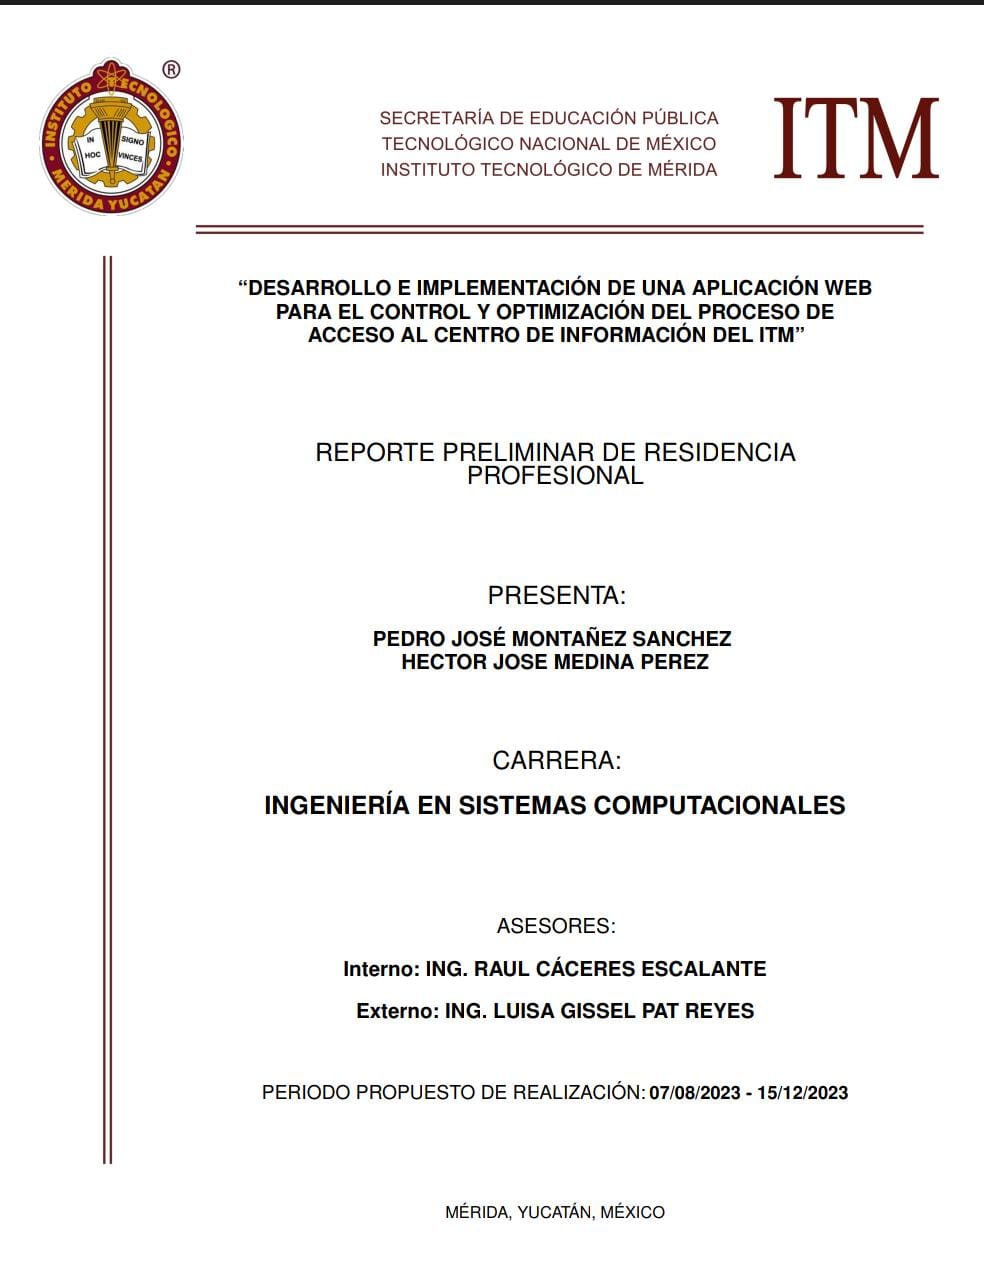 INSTITUTO TECNOLOGICO
MERIDA YUCATAN
IN HOC
SIGNO VINCES
®
SECRETARÍA DE EDUCACIÓN PÚBLICA
TECNOLÓGICO NACIONAL DE MÉXICO
INSTITUTO TECNOLÓGICO DE MÉRIDA
ITM
“DESARROLLO E IMPLEMENTACIÓN DE UNA APLICACIÓN WEB
PARA EL CONTROL Y OPTIMIZACIÓN DEL PROCESO DE
ACCESO AL CENTRO DE INFORMACIÓN DEL ITM”
REPORTE PRELIMINAR DE RESIDENCIA
PROFESIONAL
PRESENTA:
PEDRO JOSÉ MONTAÑEZ SANCHEZ
HECTOR JOSE MEDINA PEREZ
CARRERA:
INGENIERÍA EN SISTEMAS COMPUTACIONALES
ASESORES:
Interno: ING. RAUL CÁCERES ESCALANTE
Externo: ING. LUISA GISSEL PAT REYES
PERIODO PROPUESTO DE REALIZACIÓN: 07/08/2023 - 15/12/2023
MÉRIDA, YUCATÁN, MÉXICO